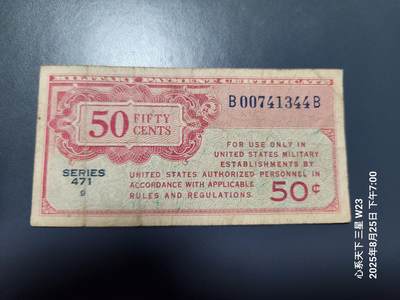 MILITARY PAYMENT CERTIFICATE
B00741344B
50 FIFTY
CENTS
FOR USE ONLY IN
UNITED STATES MILITARY
ESTABLISHMENTS BY
UNITED STATES AUTHORIZED PERSONNEL IN
ACCORDANCE WITH APPLICABLE
RULES AND REGULATIONS.
SERIES
471
50¢
心系天下 三星 W23
2025年8月25日 下午7:00